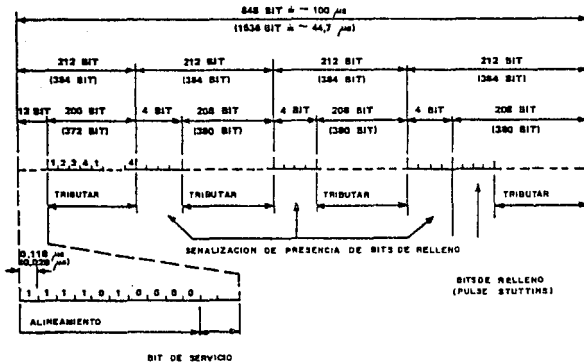 848 BIT ≐ ~ 100 µs
(1536 BIT ≐ ~ 44,7 µs)
212 BIT 212 BIT 212 BIT 212 BIT
(384 BIT) (384 BIT) (384 BIT) (384 BIT)
12 BIT 200 BIT 4 BIT 208 BIT 4 BIT 208 BIT 4 BIT 208 BIT
(372 BIT) (380 BIT) (380 BIT) (380 BIT)
1 2 3 4 1 4
TRIBUTAR TRIBUTAR TRIBUTAR TRIBUTAR
SENALIZACION DE PRESENCIA DE BITS DE RELLENO
0,118 µs
(0,029 µs)
BITS DE RELLENO
(PULSE STUTTINS)
1 1 1 1 0 1 0 0 0 0
ALINEAMIENTO
BIT DE SERVICIO